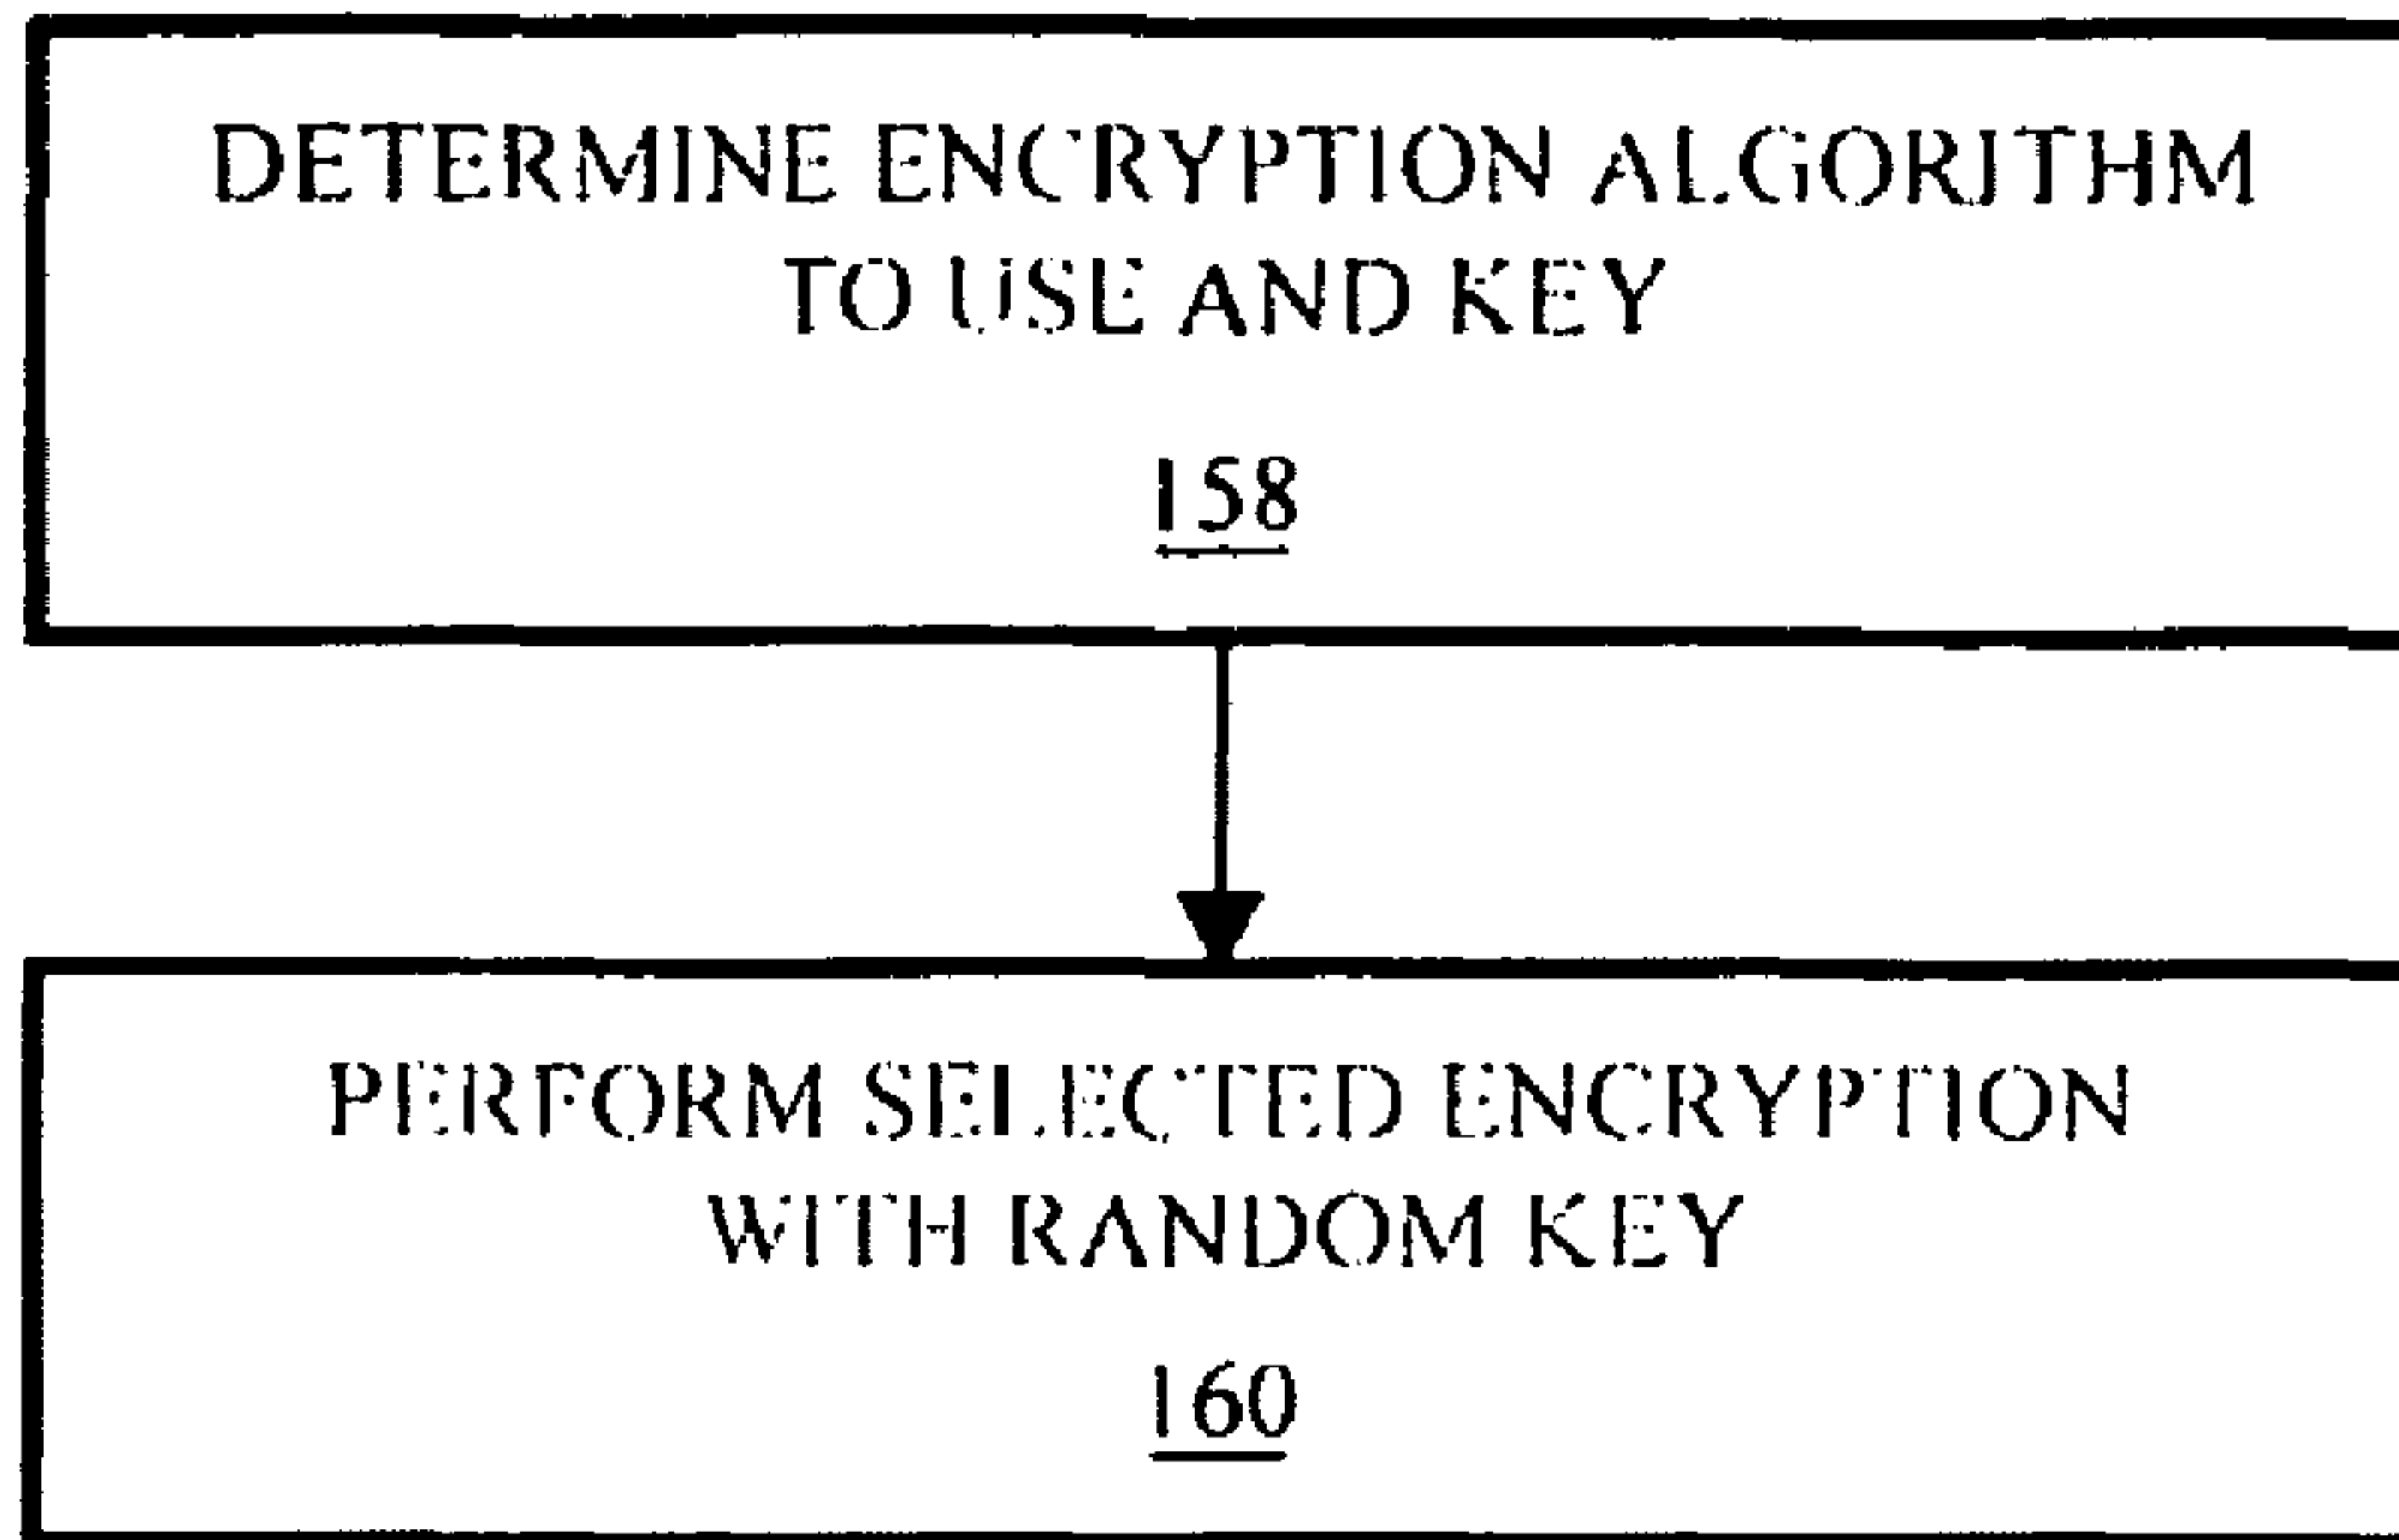 DETERMINE ENCRYPTION ALGORITHM
TO USE AND KEY
158
PERFORM SELECTED ENCRYPTION
WITH RANDOM KEY
160